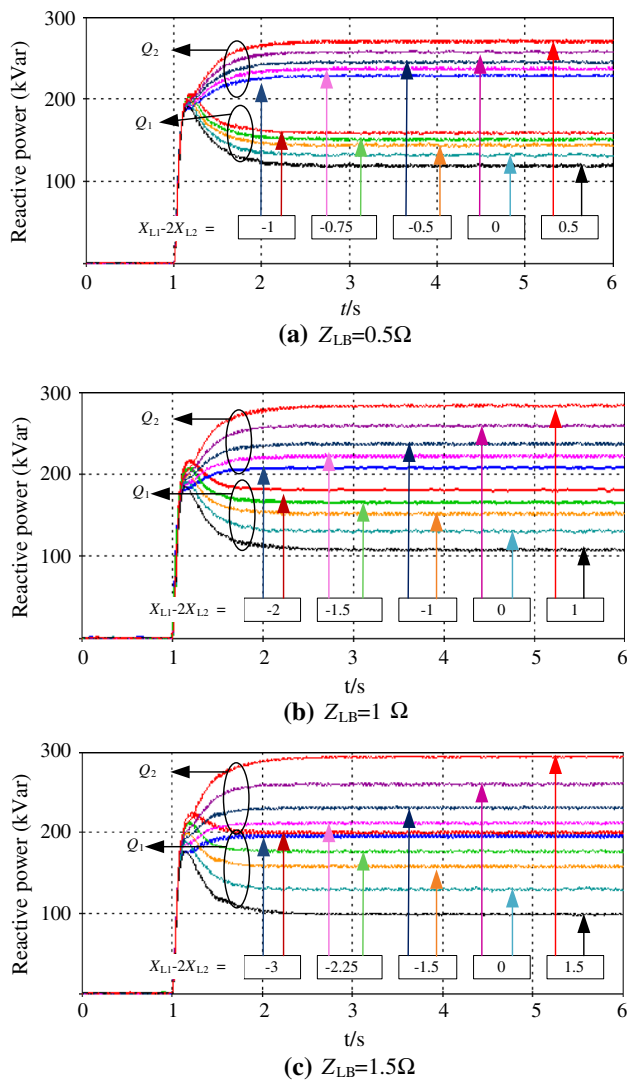 300
Q2
200
Q1
100
Reactive power (kVar)
XL1-2XL2 = -1 -0.75 -0.5 0 0.5
0 1 2 3 4 5 6
t/s
(a) ZLB=0.5Ω
300
Q2
200
Q1
100
Reactive power (kVar)
XL1-2XL2 = -2 -1.5 -1 0 1
0
0 1 2 3 4 5 6
t/s
(b) ZLB=1 Ω
300
Q2
200
Q1
100
Reactive power (kVar)
XL1-2XL2 = -3 -2.25 -1.5 0 1.5
0
0 1 2 3 4 5 6
t/s
(c) ZLB=1.5Ω